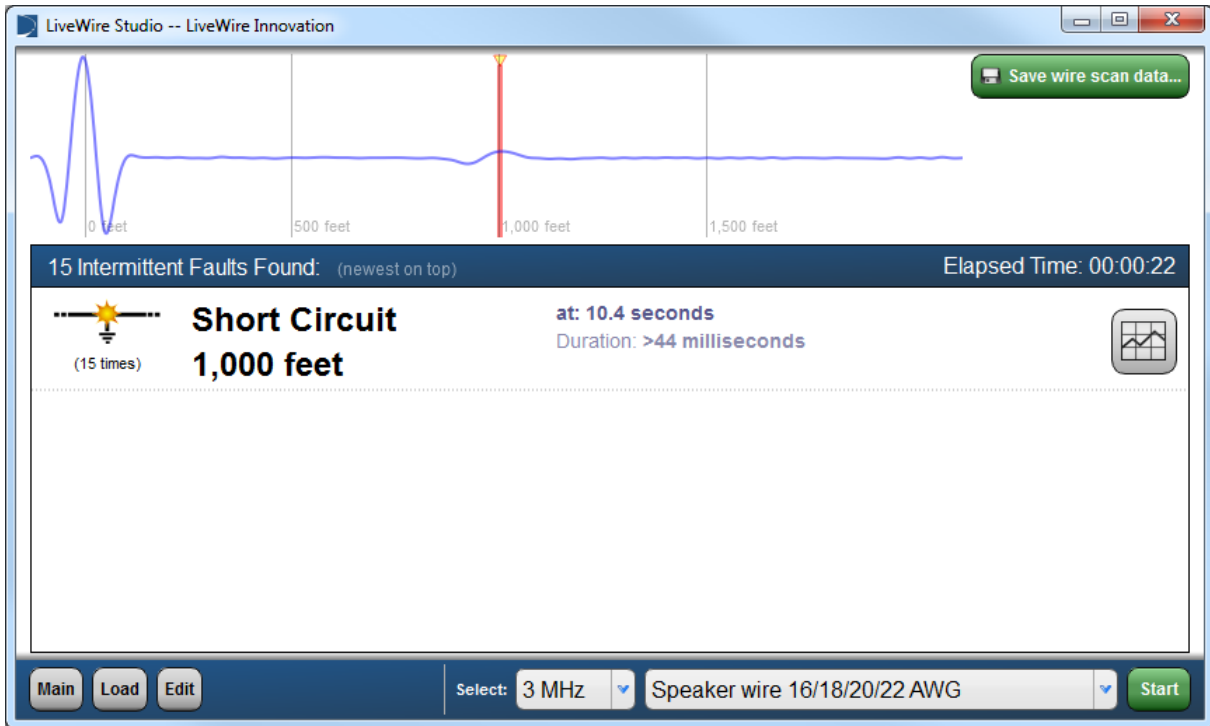 LiveWire Studio -- LiveWire Innovation
Save wire scan data...
0 feet
500 feet
1,000 feet
1,500 feet
15 Intermittent Faults Found: (newest on top)
Elapsed Time: 00:00:22
Short Circuit
at: 10.4 seconds
Duration: >44 milliseconds
(15 times)
1,000 feet
Main
Load
Edit
Select:
3 MHz
Speaker wire 16/18/20/22 AWG
Start